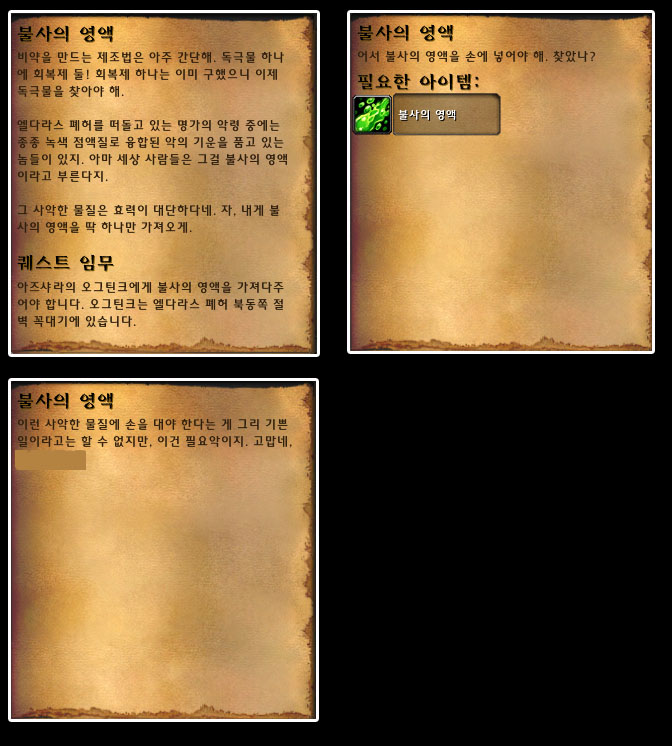 불사의 영액
비약을 만드는 제조법은 아주 간단해. 독극물 하나
에 회복제 둘! 회복제 하나는 이미 구했으니 이제
독극물을 찾아야 해.
엘다라스 폐허를 떠돌고 있는 명가의 악령 중에는
종종 녹색 점액질로 융합된 악의 기운을 품고 있는
놈들이 있지. 아마 세상 사람들은 그걸 불사의 영액
이라고 부른다지.
그 사악한 물질은 효력이 대단하다네. 자, 내게 불
사의 영액을 딱 하나만 가져오게.
퀘스트 임무
아즈샤라의 오그틴크에게 불사의 영액을 가져다주
어야 합니다. 오그틴크는 엘다라스 폐허 북동쪽 절
벽 꼭대기에 있습니다.
불사의 영액
어서 불사의 영액을 손에 넣어야 해. 찾았나?
필요한 아이템:
불사의 영액
불사의 영액
이런 사악한 물질에 손을 대야 한다는 게 그리 기쁜
일이라고는 할 수 없지만, 이건 필요악이지. 고맙네,